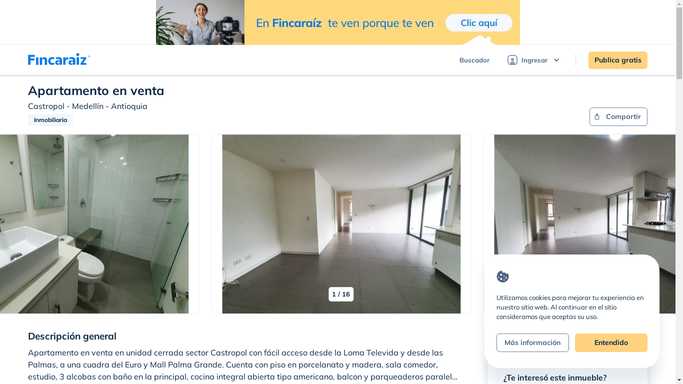 En Fincaraíz te ven porque te ven
Clic aquí
Fincaraiz
Buscador
Ingresar
Publica gratis
Apartamento en venta
Castropol - Medellín - Antioquia
Inmobiliaria
Compartir
1 / 16
Utilizamos cookies para mejorar tu experiencia en
nuestro sitio web. Al continuar en el sitio
consideramos que aceptas su uso.
Más información
Entendido
Descripción general
Apartamento en venta en unidad cerrada sector Castropol con fácil acceso desde la Loma Televida y desde las
Palmas, a una cuadra del Euro y Mall Palma Grande. Cuenta con piso en porcelanato y madera, sala comedor,
estudio, 3 alcobas con baño en la principal, cocina integral abierta tipo americano, balcon y parqueaderos paralel...
¿Te interesó este inmueble?